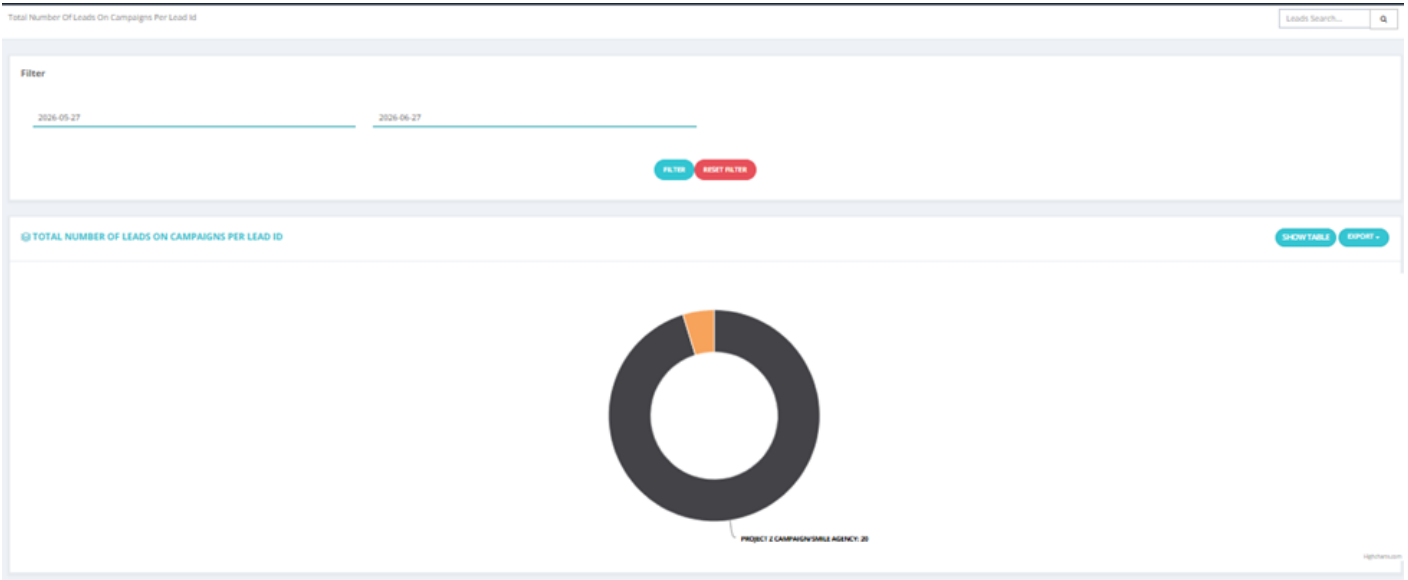 Total Number Of Leads On Campaigns Per Lead Id
Leads Search...
Filter
2026-05-27
2026-06-27
FILTER
RESET FILTER
TOTAL NUMBER OF LEADS ON CAMPAIGNS PER LEAD ID
SHOW TABLE
EXPORT
PROJECT 2 CAMPAIGN/SMILE AGENCY: 20
Highcharts.com